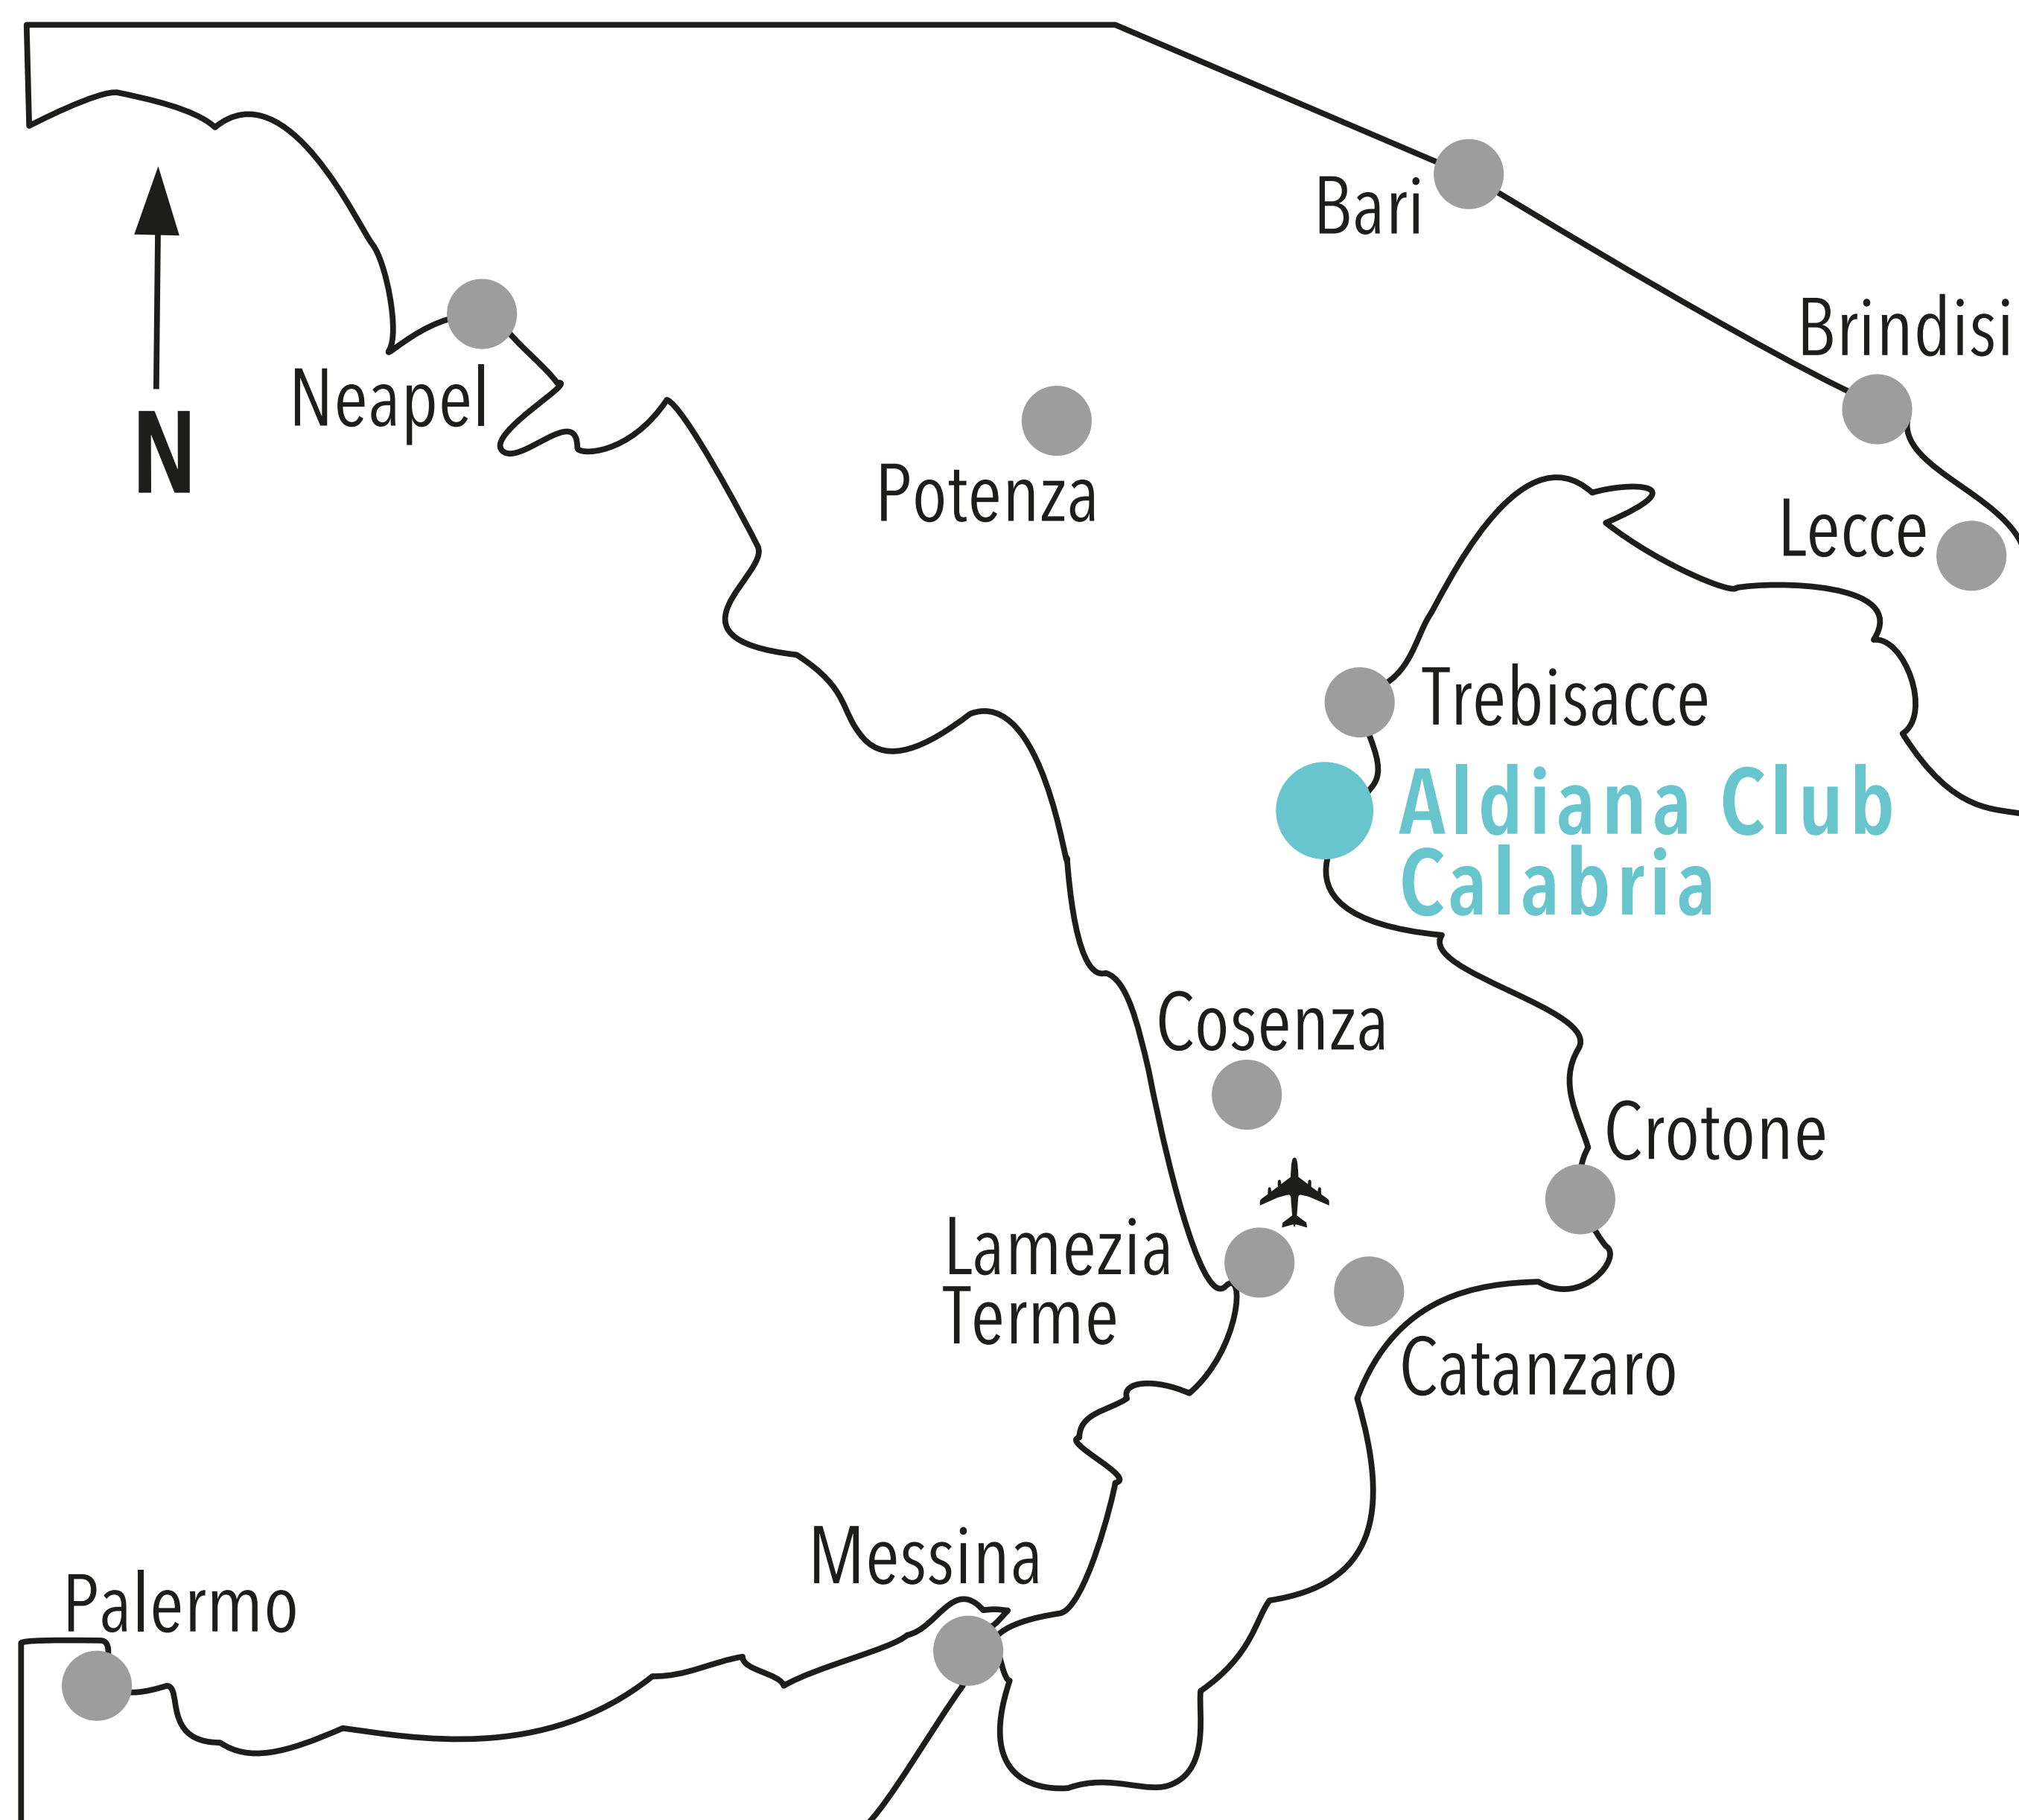 Bari
Brindisi
N
Neapel
Potenza
Lecce
Trebisacce
Aldiana Club
Calabria
Cosenza
Crotone
Lamezia
Terme
Catanzaro
Messina
Palermo